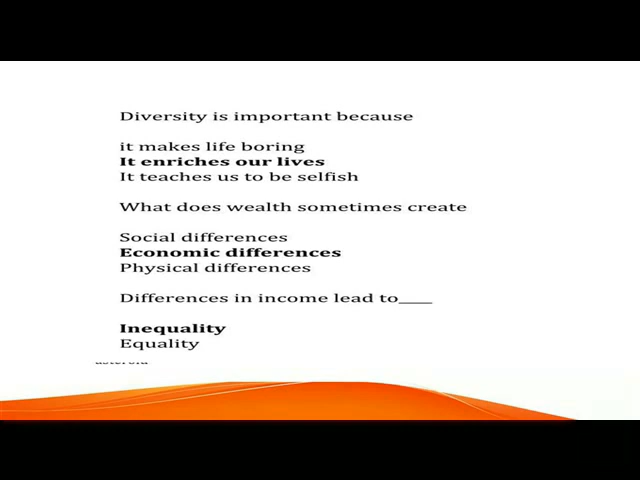 Diversity is important because
it makes life boring
It enriches our lives
It teaches us to be selfish
What does wealth sometimes create
Social differences
Economic differences
Physical differences
Differences in income lead to____
Inequality
Equality